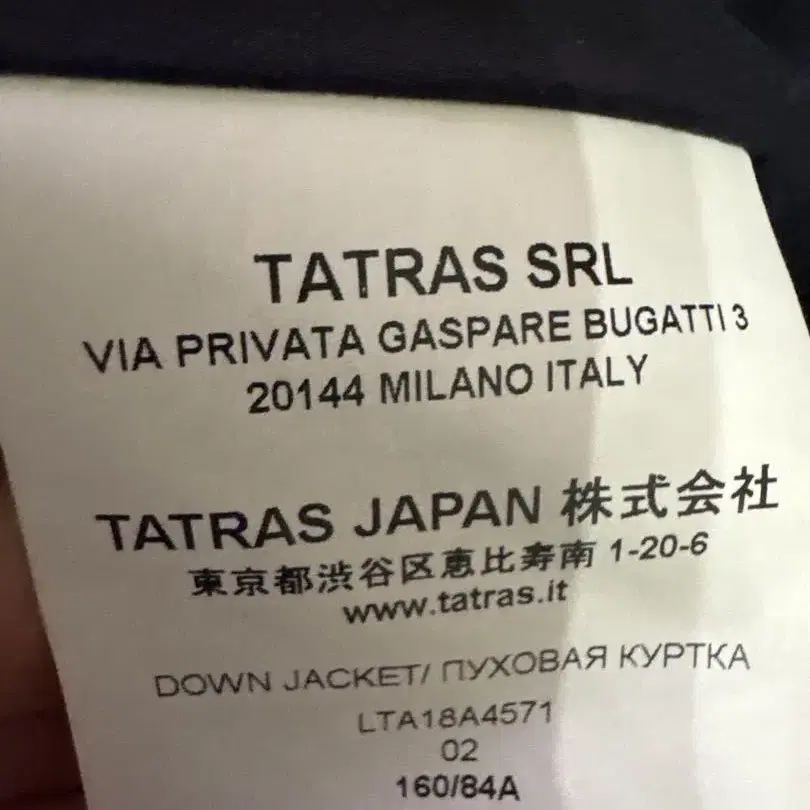 TATRAS SRL
VIA PRIVATA GASPARE BUGATTI 3
20144 MILANO ITALY
TATRAS JAPAN 株式会社
東京都渋谷区恵比寿南 1-20-6
www.tatras.it
DOWN JACKET/ ПУХОВАЯ КУРТКА
LTA18A4571
02
160/84A